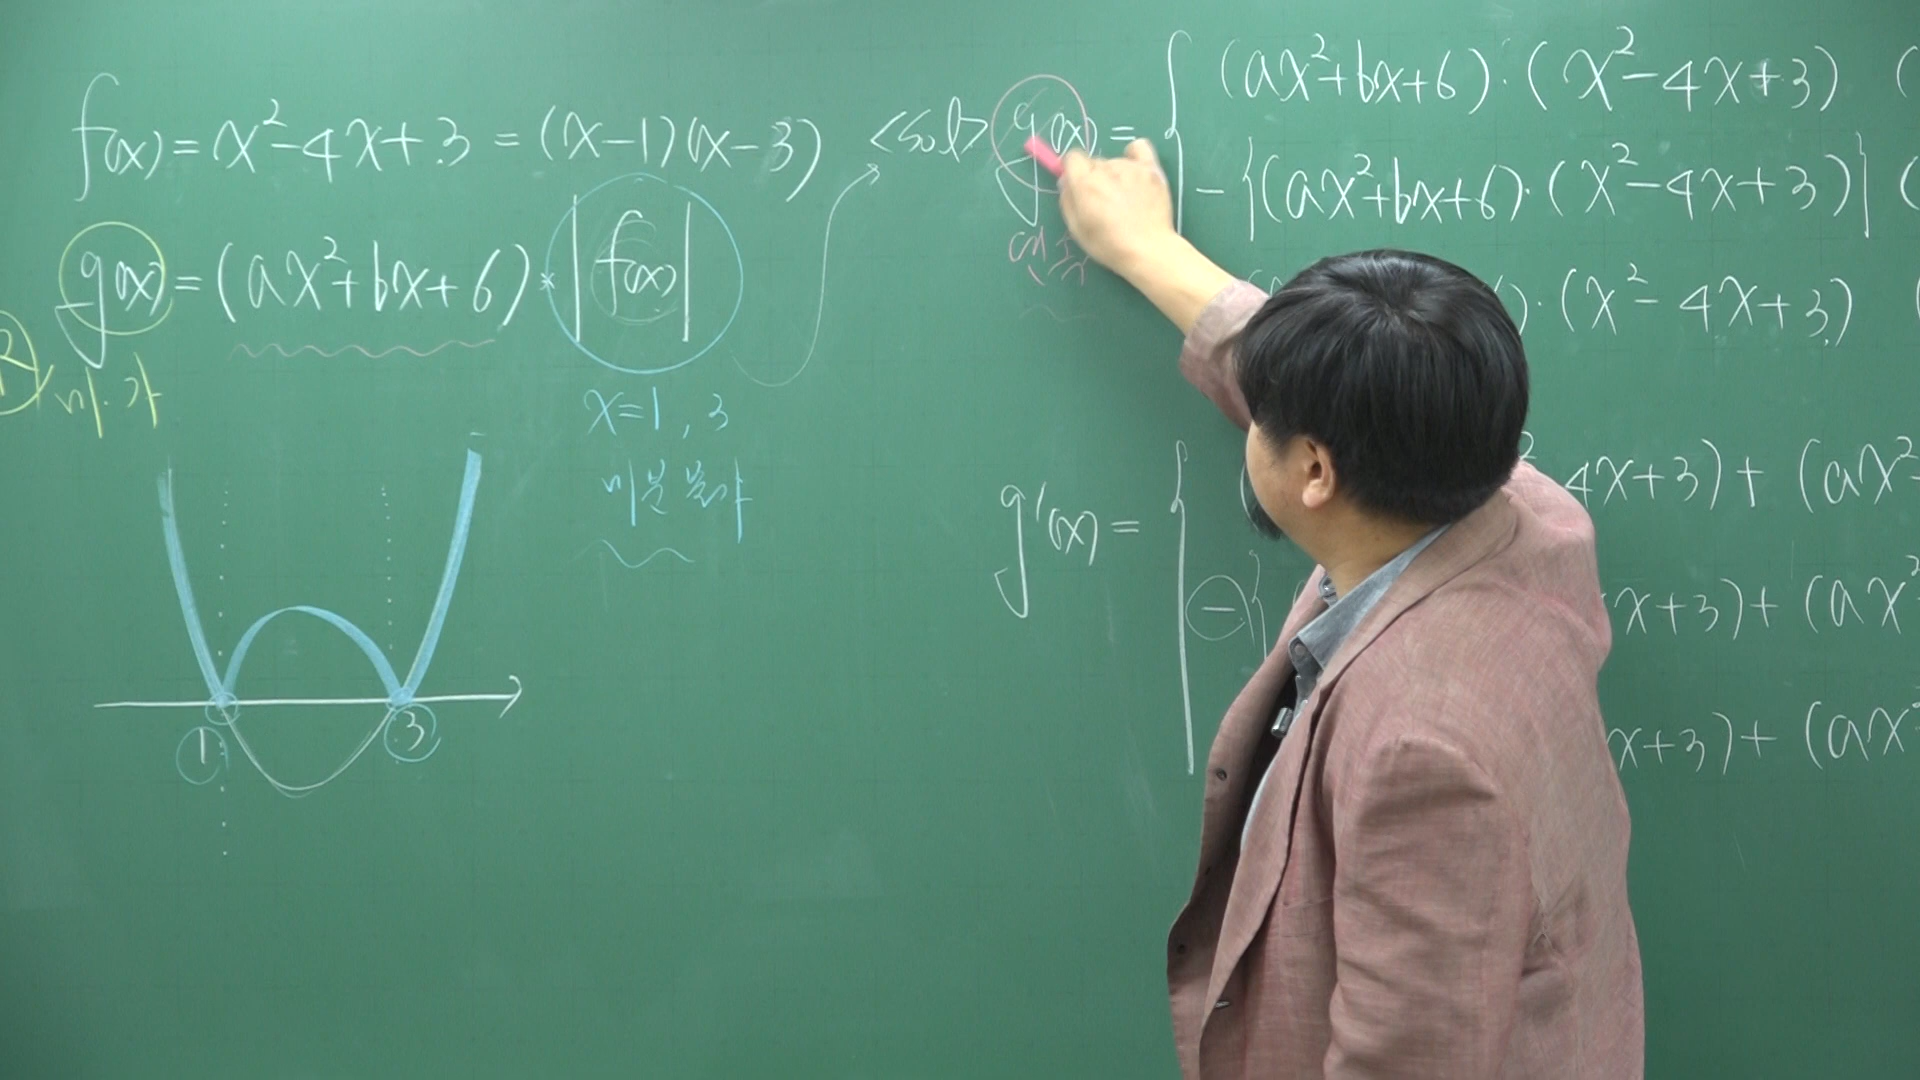 f(x) = x² - 4x + 3 = (x-1)(x-3)
g(x) = (ax² + bx + 6) · |f(x)|
미.가
x = 1, 3
미분 불가
1
3
<sol> g(x) =
(ax² + bx + 6) · (x² - 4x + 3) (
- {(ax² + bx + 6) · (x² - 4x + 3)} (
) · (x² - 4x + 3) (
연속
g'(x) =
4x + 3) + (ax²
- { x + 3) + (ax²
x + 3) + (ax²